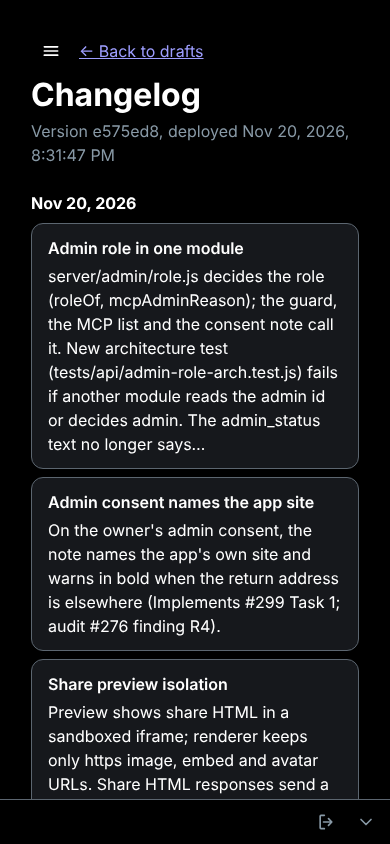 ← Back to drafts
Changelog
Version e575ed8, deployed Nov 20, 2026,
8:31:47 PM
Nov 20, 2026
Admin role in one module
server/admin/role.js decides the role
(roleOf, mcpAdminReason); the guard,
the MCP list and the consent note call
it. New architecture test
(tests/api/admin-role-arch.test.js) fails
if another module reads the admin id
or decides admin. The admin_status
text no longer says...
Admin consent names the app site
On the owner's admin consent, the
note names the app's own site and
warns in bold when the return address
is elsewhere (Implements #299 Task 1;
audit #276 finding R4).
Share preview isolation
Preview shows share HTML in a
sandboxed iframe; renderer keeps
only https image, embed and avatar
URLs. Share HTML responses send a